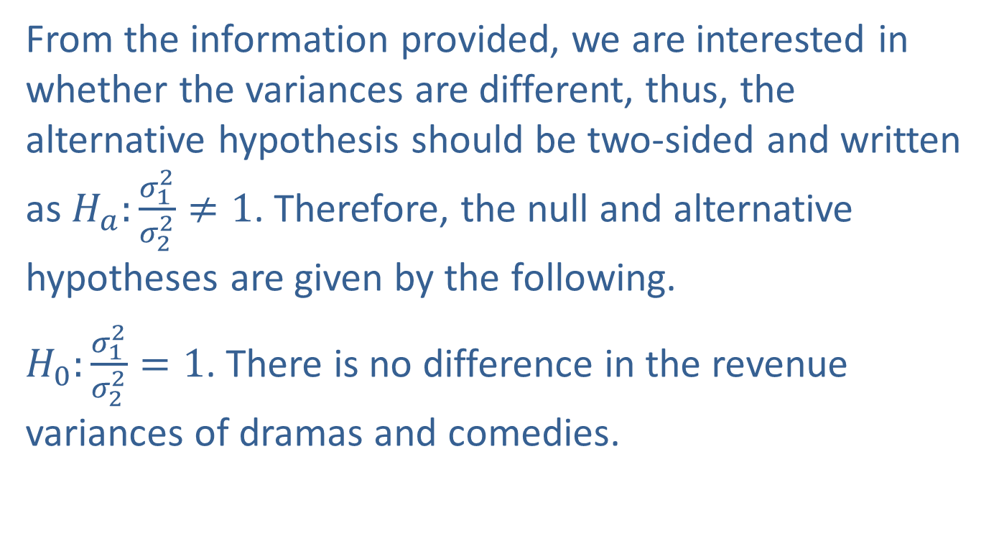 From the information provided, we are interested in
whether the variances are different, thus, the
alternative hypothesis should be two-sided and written
as $H_a: \frac{\sigma_1^2}{\sigma_2^2} \neq 1$. Therefore, the null and alternative
hypotheses are given by the following.
$H_0: \frac{\sigma_1^2}{\sigma_2^2} = 1$. There is no difference in the revenue
variances of dramas and comedies.